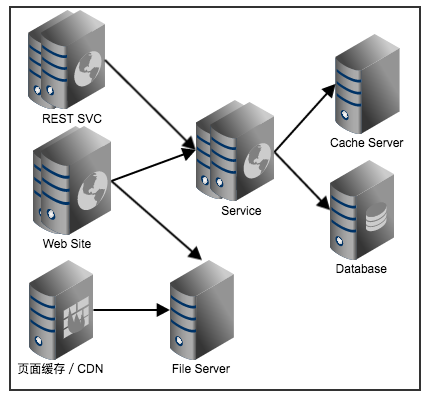 REST SVC
Cache Server
Service
Web Site
Database
页面缓存 / CDN
File Server